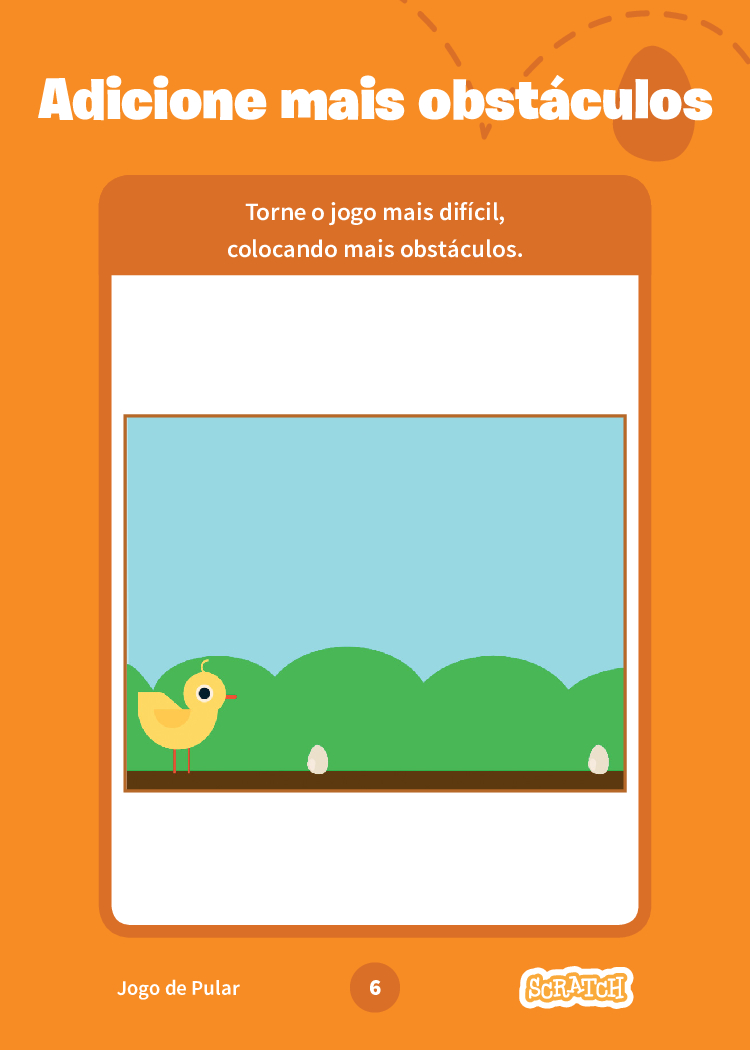 Adicione mais obstáculos
Torne o jogo mais difícil,
colocando mais obstáculos.
Jogo de Pular
6
SCRATCH